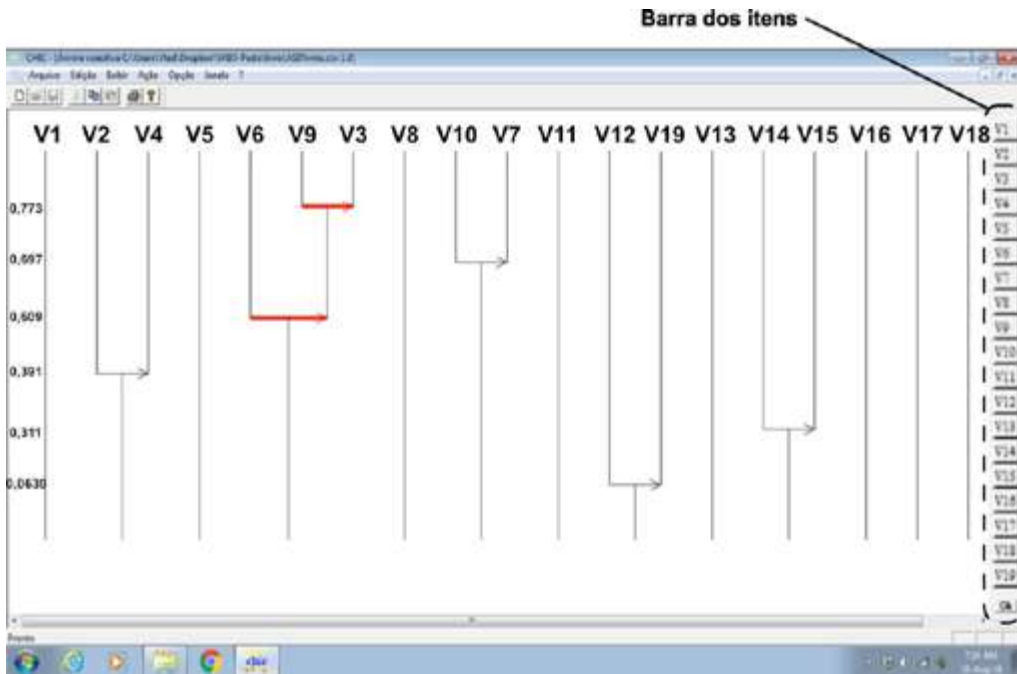 Barra dos itens
Arquivo Edição Exibir Ação Opção Janela ?
V1 V2 V4 V5 V6 V9 V3 V8 V10 V7 V11 V12 V19 V13 V14 V15 V16 V17 V18
0,773
0,697
0,609
0,391
0,311
0,0630
V1
V2
V3
V4
V5
V6
V7
V8
V9
V10
V11
V12
V13
V14
V15
V16
V17
V18
V19
Ok